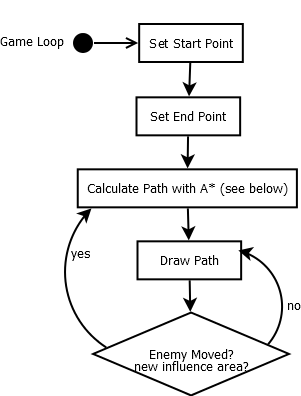 Game Loop
Set Start Point
Set End Point
Calculate Path with A* (see below)
Draw Path
yes
no
Enemy Moved?
new influence area?